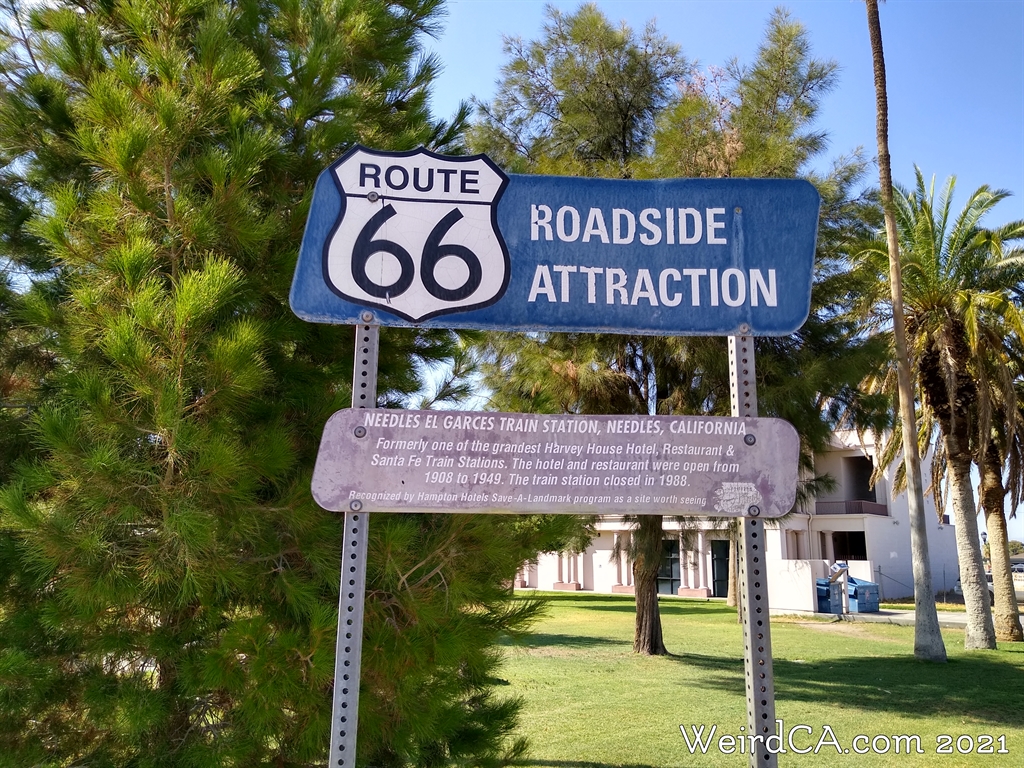 ROUTE
66
ROADSIDE
ATTRACTION
NEEDLES EL GARCES TRAIN STATION, NEEDLES, CALIFORNIA
Formerly one of the grandest Harvey House Hotel, Restaurant &
Santa Fe Train Stations. The hotel and restaurant were open from
1908 to 1949. The train station closed in 1988.
Recognized by Hampton Hotels Save-A-Landmark program as a site worth seeing
WeirdCA.com 2021